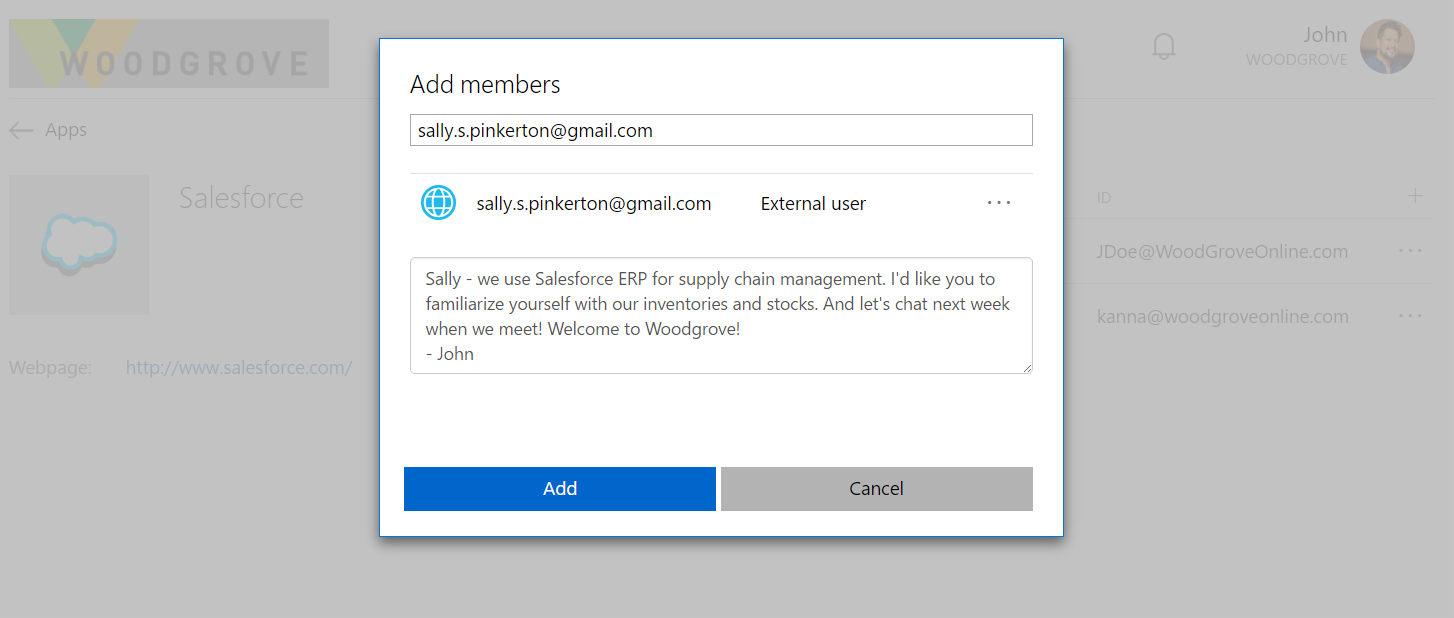 WOODGROVE
John
WOODGROVE
Apps
Salesforce
Webpage: http://www.salesforce.com/
ID
JDoe@WoodGroveOnline.com
kanna@woodgroveonline.com
Add members
sally.s.pinkerton@gmail.com
sally.s.pinkerton@gmail.com External user
Sally - we use Salesforce ERP for supply chain management. I'd like you to
familiarize yourself with our inventories and stocks. And let's chat next week
when we meet! Welcome to Woodgrove!
- John
Add Cancel